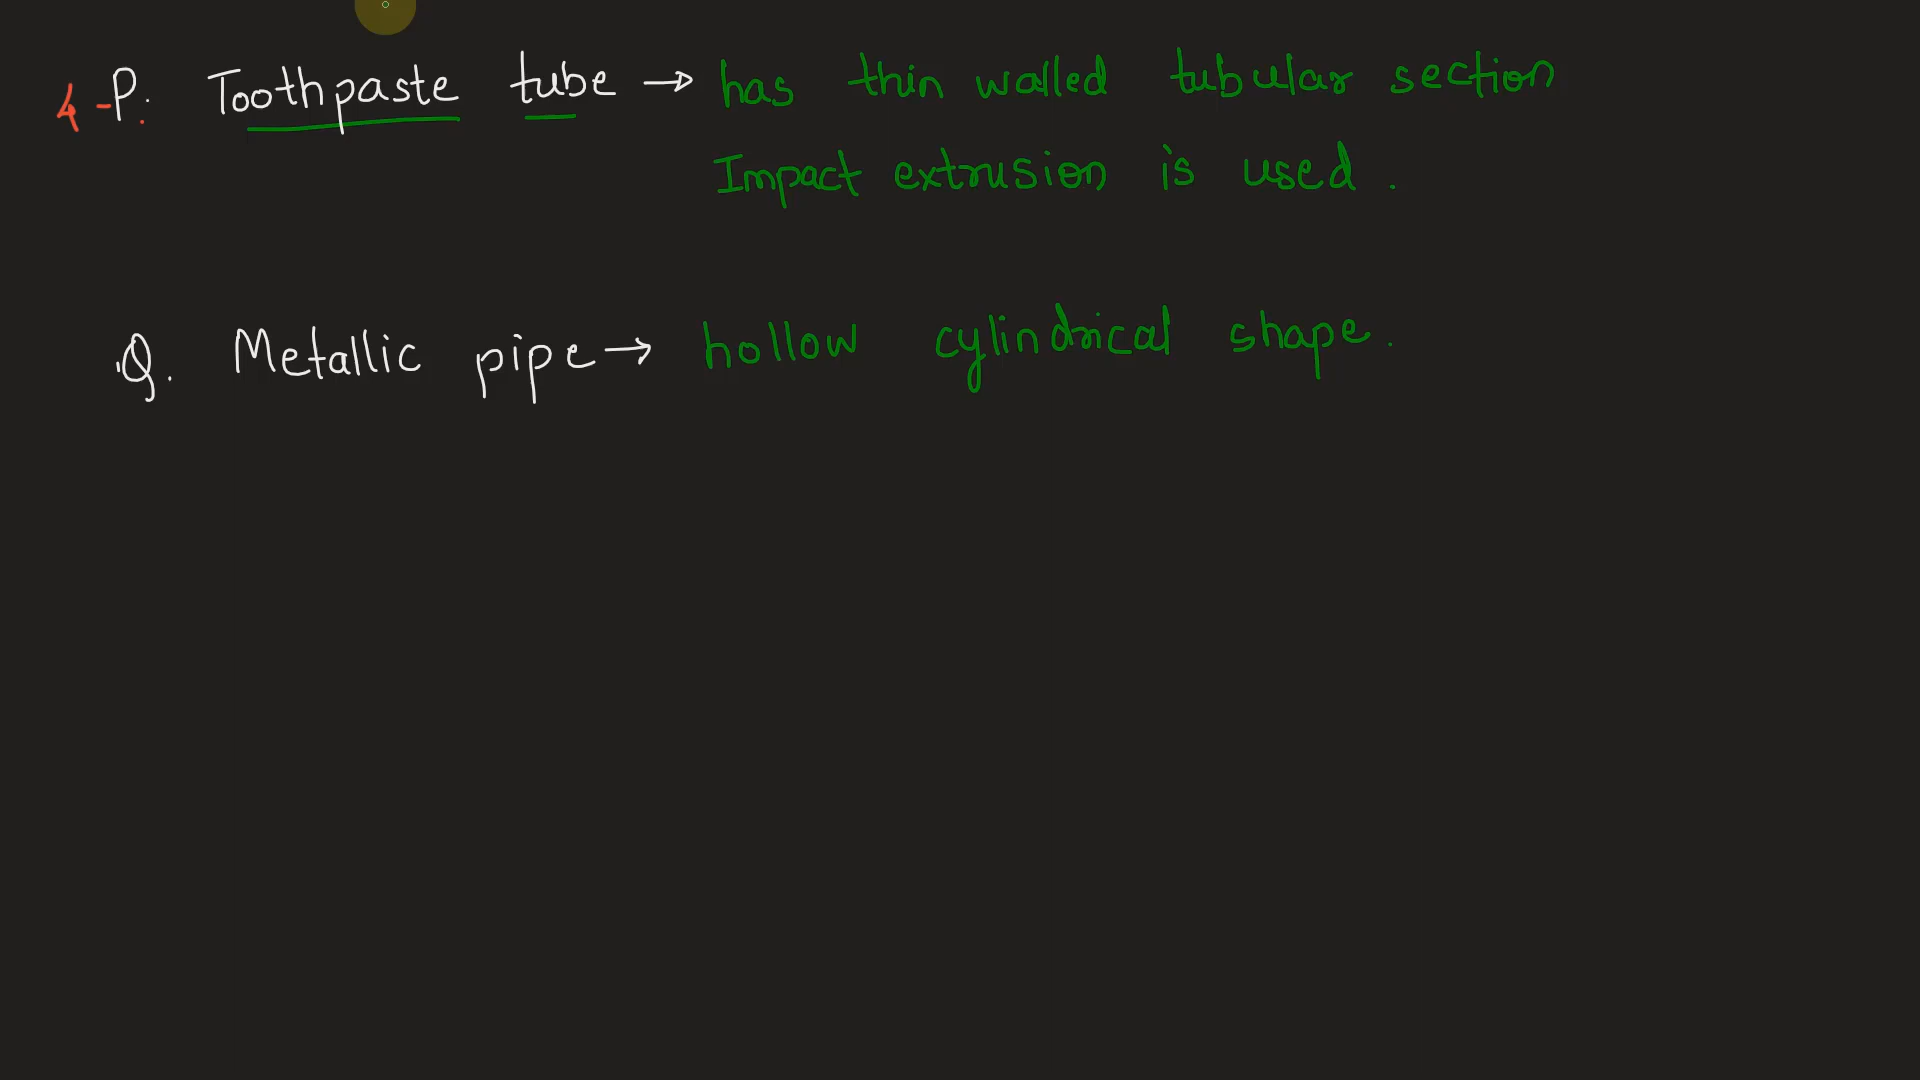 4-P. Toothpaste tube → has thin walled tubular section
Impact extrusion is used.
Q. Metallic pipe → hollow cylindrical shape.